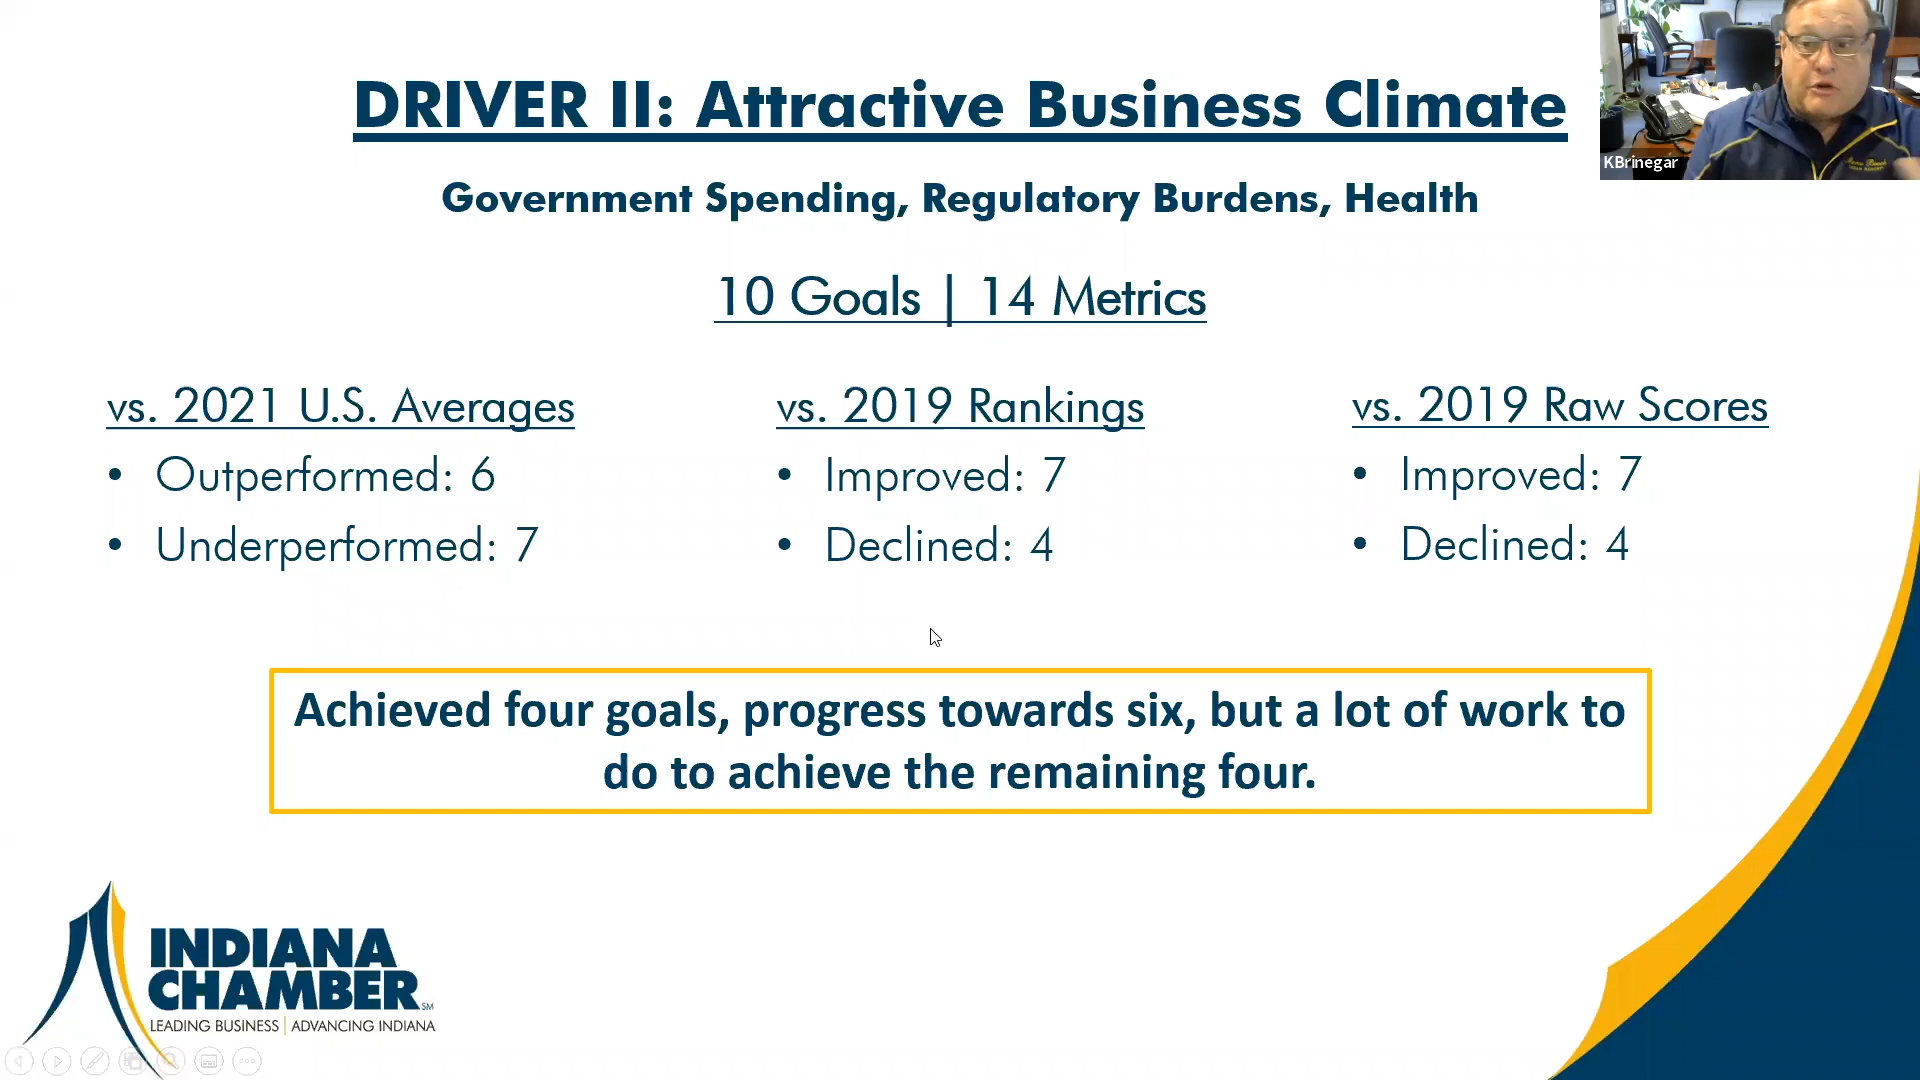 DRIVER II: Attractive Business Climate
KBrinegar
Government Spending, Regulatory Burdens, Health
10 Goals | 14 Metrics
vs. 2021 U.S. Averages
• Outperformed: 6
• Underperformed: 7
vs. 2019 Rankings
• Improved: 7
• Declined: 4
vs. 2019 Raw Scores
• Improved: 7
• Declined: 4
Achieved four goals, progress towards six, but a lot of work to
do to achieve the remaining four.
INDIANA
CHAMBER SM
LEADING BUSINESS | ADVANCING INDIANA